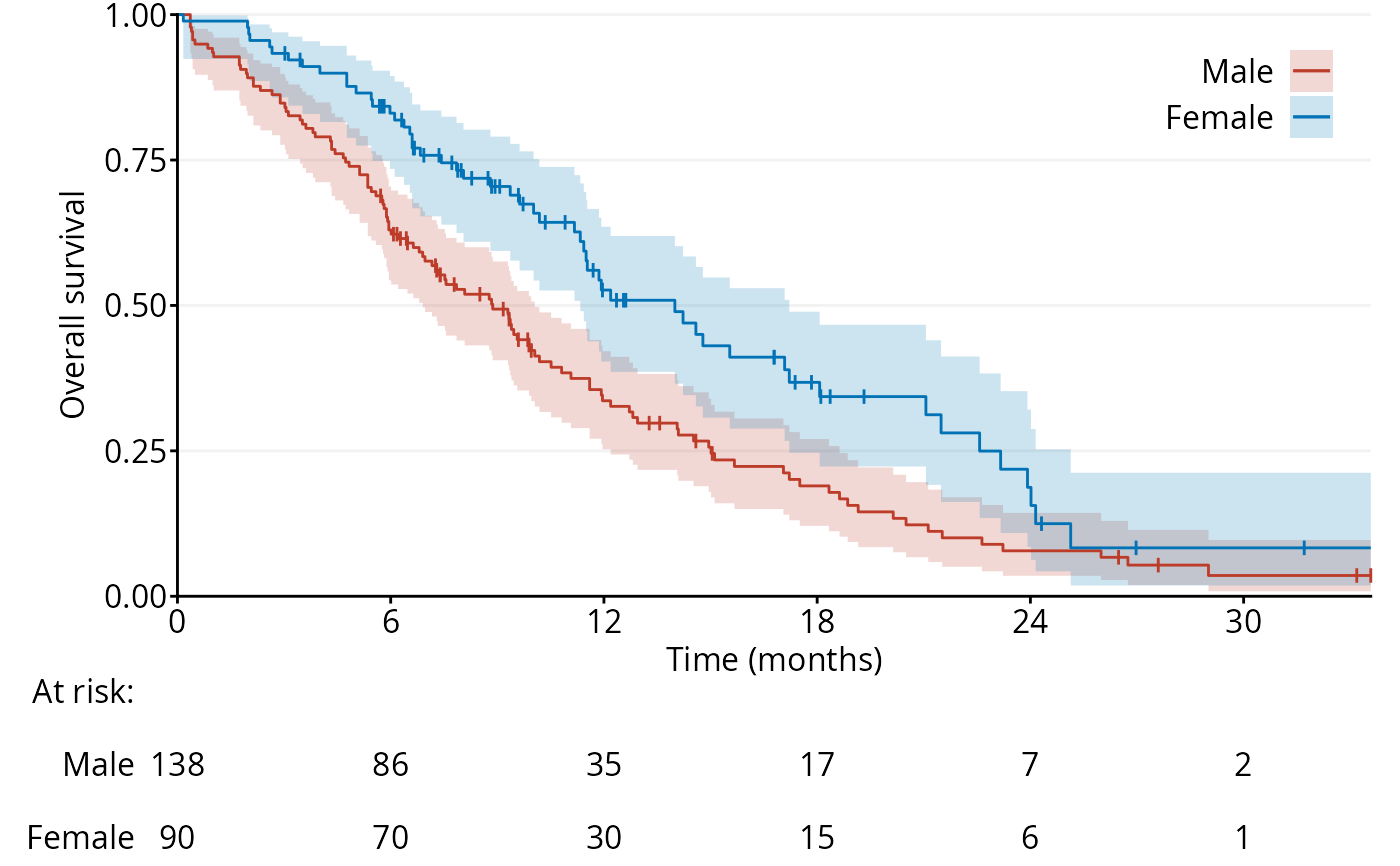 1.00
0.75
0.50
0.25
0.00
Overall survival
Male
Female
0 6 12 18 24 30
Time (months)
At risk:
Male 138 86 35 17 7 2
Female 90 70 30 15 6 1